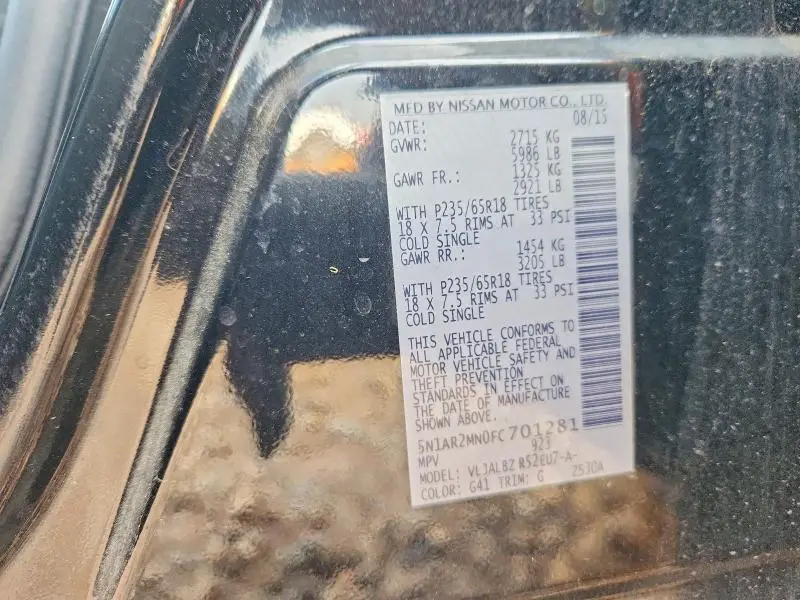 MFD BY NISSAN MOTOR CO., LTD.
DATE: 08/15
GVWR: 2715 KG
5986 LB
GAWR FR.: 1325 KG
2921 LB
WITH P235/65R18 TIRES
18 X 7.5 RIMS AT 33 PSI
COLD SINGLE
GAWR RR.: 1454 KG
3205 LB
WITH P235/65R18 TIRES
18 X 7.5 RIMS AT 33 PSI
COLD SINGLE
THIS VEHICLE CONFORMS TO
ALL APPLICABLE FEDERAL
MOTOR VEHICLE SAFETY AND
THEFT PREVENTION
STANDARDS IN EFFECT ON
THE DATE OF MANUFACTURE
SHOWN ABOVE.
5N1AR2MN0FC701281
MPV 923
MODEL:
COLOR: G41 TRIM: G 2530A